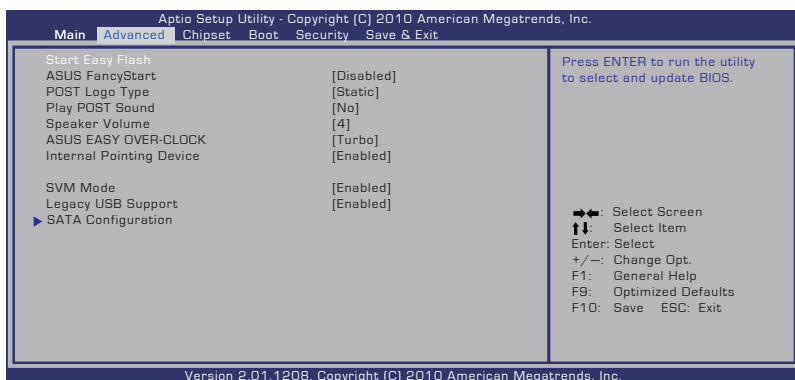 Aptio Setup Utility - Copyright (C) 2010 American Megatrends, Inc.
Main Advanced Chipset Boot Security Save & Exit
Start Easy Flash
ASUS FancyStart [Disabled]
POST Logo Type [Static]
Play POST Sound [No]
Speaker Volume [4]
ASUS EASY OVER-CLOCK [Turbo]
Internal Pointing Device [Enabled]
SVM Mode [Enabled]
Legacy USB Support [Enabled]
SATA Configuration
Press ENTER to run the utility
to select and update BIOS.
→←: Select Screen
↑↓: Select Item
Enter: Select
+/—: Change Opt.
F1: General Help
F9: Optimized Defaults
F10: Save ESC: Exit
Version 2.01.1208. Copyright (C) 2010 American Megatrends, Inc.